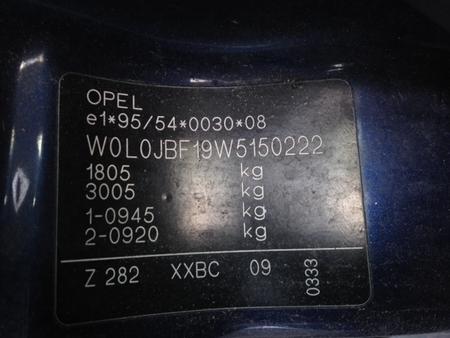 OPEL
e1*95/54*0030*08
W0L0JBF19W5150222
1805 kg
3005 kg
1-0945 kg
2-0920 kg
Z 282 XXBC 09 0333